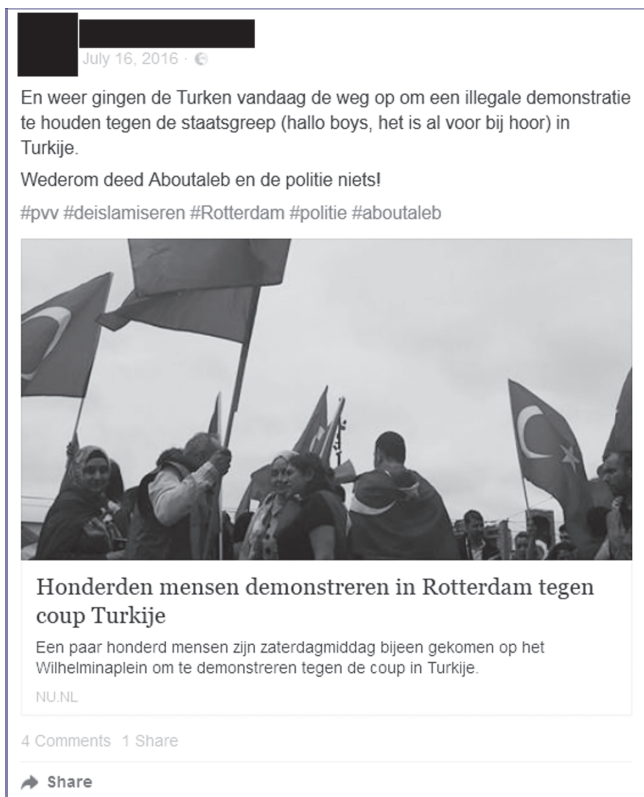 July 16, 2016 ·
En weer gingen de Turken vandaag de weg op om een illegale demonstratie
te houden tegen de staatsgreep (hallo boys, het is al voor bij hoor) in
Turkije.
Wederom deed Aboutaleb en de politie niets!
#pvv #deislamiseren #Rotterdam #politie #aboutaleb
Honderden mensen demonstreren in Rotterdam tegen
coup Turkije
Een paar honderd mensen zijn zaterdagmiddag bijeen gekomen op het
Wilhelminaplein om te demonstreren tegen de coup in Turkije.
NU.NL
4 Comments 1 Share
Share